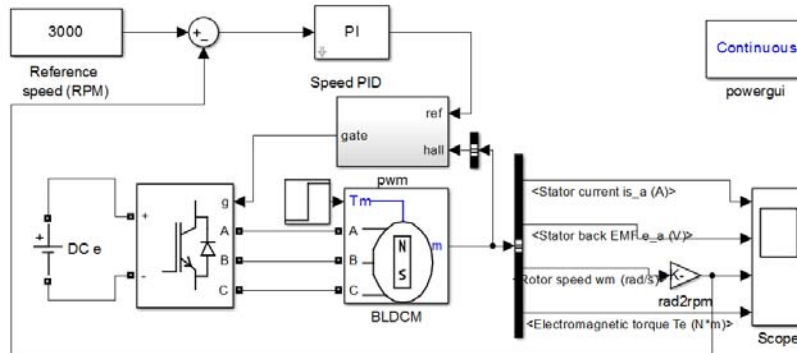 3000
Reference
speed (RPM)
+
-
PI
Speed PID
Continuous
powergui
ref
gate
hall
pwm
g
+
-
A
B
C
DC e
Tm
A
B
C
N
S
m
BLDCM
<Stator current is_a (A)>
<Stator back EMF e_a (V)>
Rotor speed wm (rad/s)
K-
rad2rpm
<Electromagnetic torque Te (N*m)>
Scope